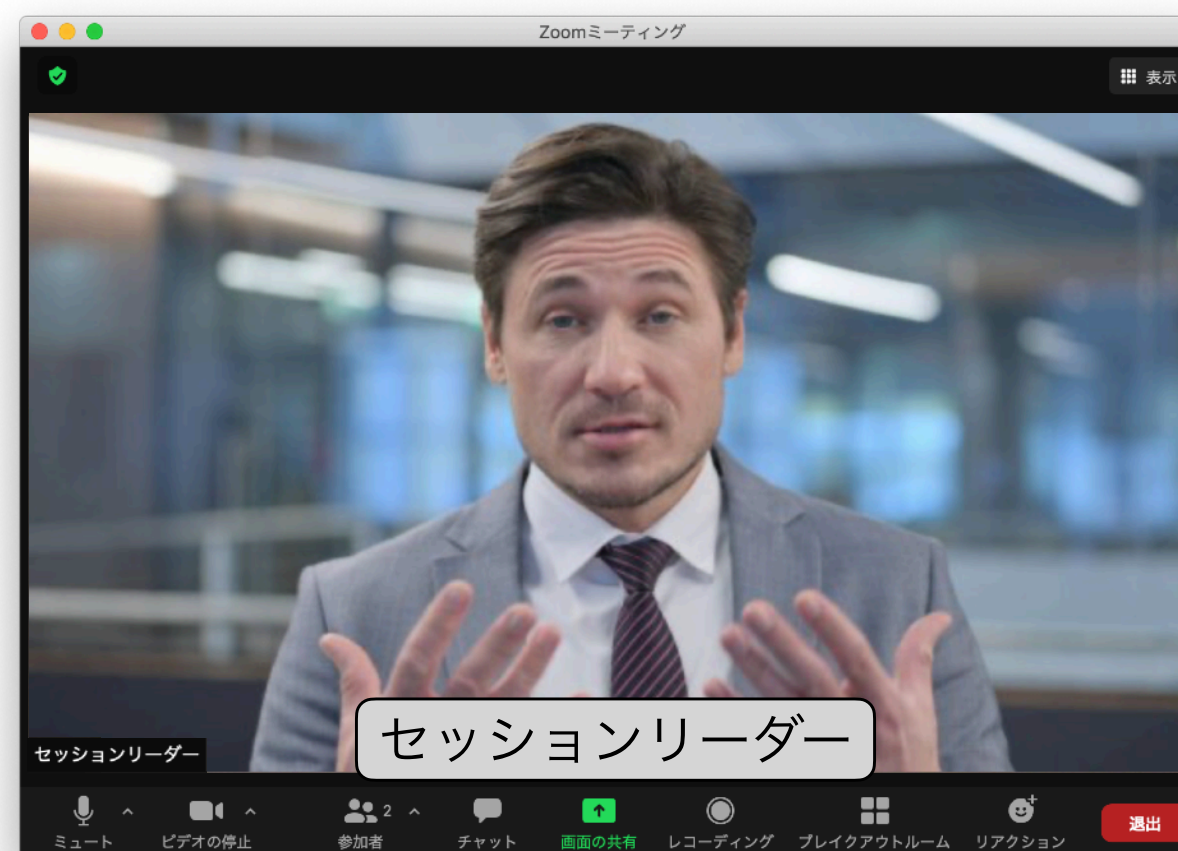 Zoomミーティング
表示
セッションリーダー
セッションリーダー
ミュート
ビデオの停止
2
参加者
チャット
画面の共有
レコーディング
ブレイクアウトルーム
リアクション
退出